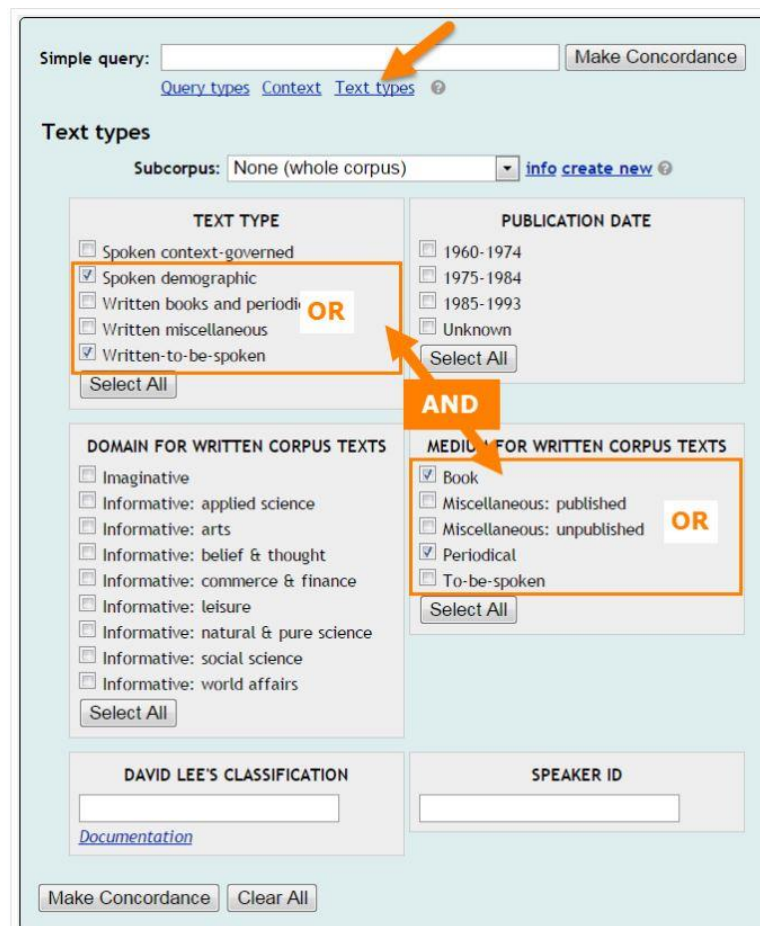 Simple query: Make Concordance
Query types Context Text types ?
Text types
Subcorpus: None (whole corpus) info create new ?
TEXT TYPE
Spoken context-governed
Spoken demographic
Written books and periodic
Written miscellaneous
Written-to-be-spoken
OR
Select All
PUBLICATION DATE
1960-1974
1975-1984
1985-1993
Unknown
Select All
AND
DOMAIN FOR WRITTEN CORPUS TEXTS
Imaginative
Informative: applied science
Informative: arts
Informative: belief & thought
Informative: commerce & finance
Informative: leisure
Informative: natural & pure science
Informative: social science
Informative: world affairs
Select All
MEDIUM FOR WRITTEN CORPUS TEXTS
Book
Miscellaneous: published
Miscellaneous: unpublished
Periodical
To-be-spoken
OR
Select All
DAVID LEE'S CLASSIFICATION
Documentation
SPEAKER ID
Make Concordance Clear All